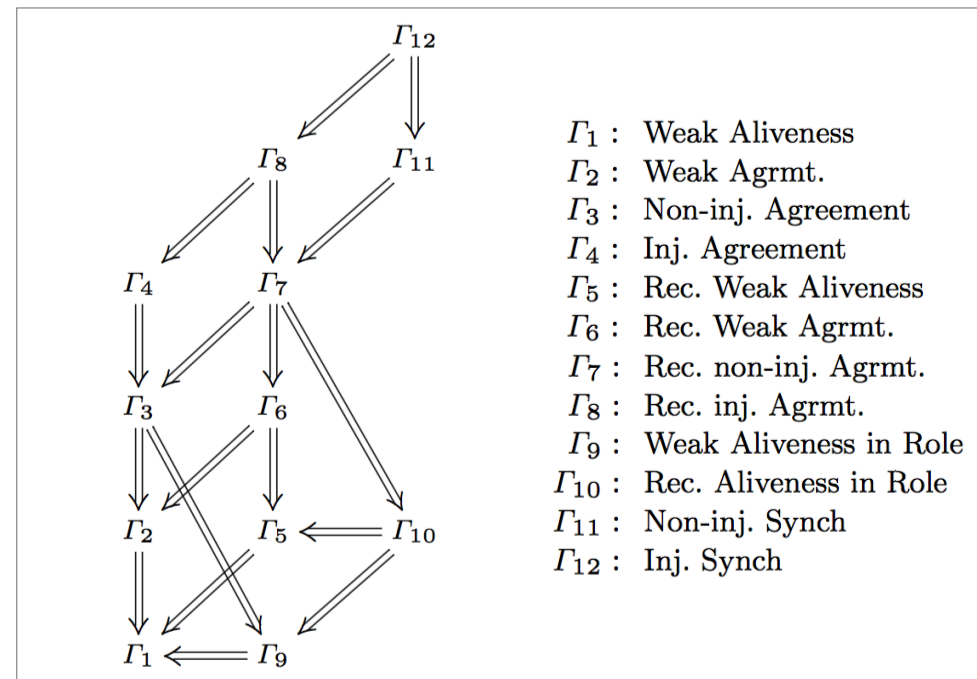 Γ12
Γ8 Γ11
Γ4 Γ7
Γ3 Γ6
Γ2 Γ5 Γ10
Γ1 Γ9
Γ1 : Weak Aliveness
Γ2 : Weak Agrmt.
Γ3 : Non-inj. Agreement
Γ4 : Inj. Agreement
Γ5 : Rec. Weak Aliveness
Γ6 : Rec. Weak Agrmt.
Γ7 : Rec. non-inj. Agrmt.
Γ8 : Rec. inj. Agrmt.
Γ9 : Weak Aliveness in Role
Γ10 : Rec. Aliveness in Role
Γ11 : Non-inj. Synch
Γ12 : Inj. Synch